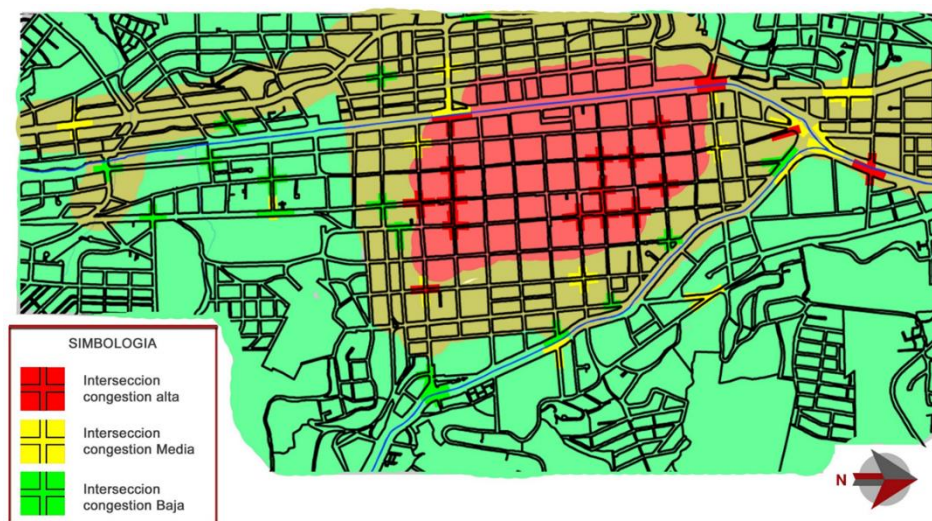 SIMBOLOGIA
Interseccion
congestion alta
Interseccion
congestion Media
Interseccion
congestion Baja
N